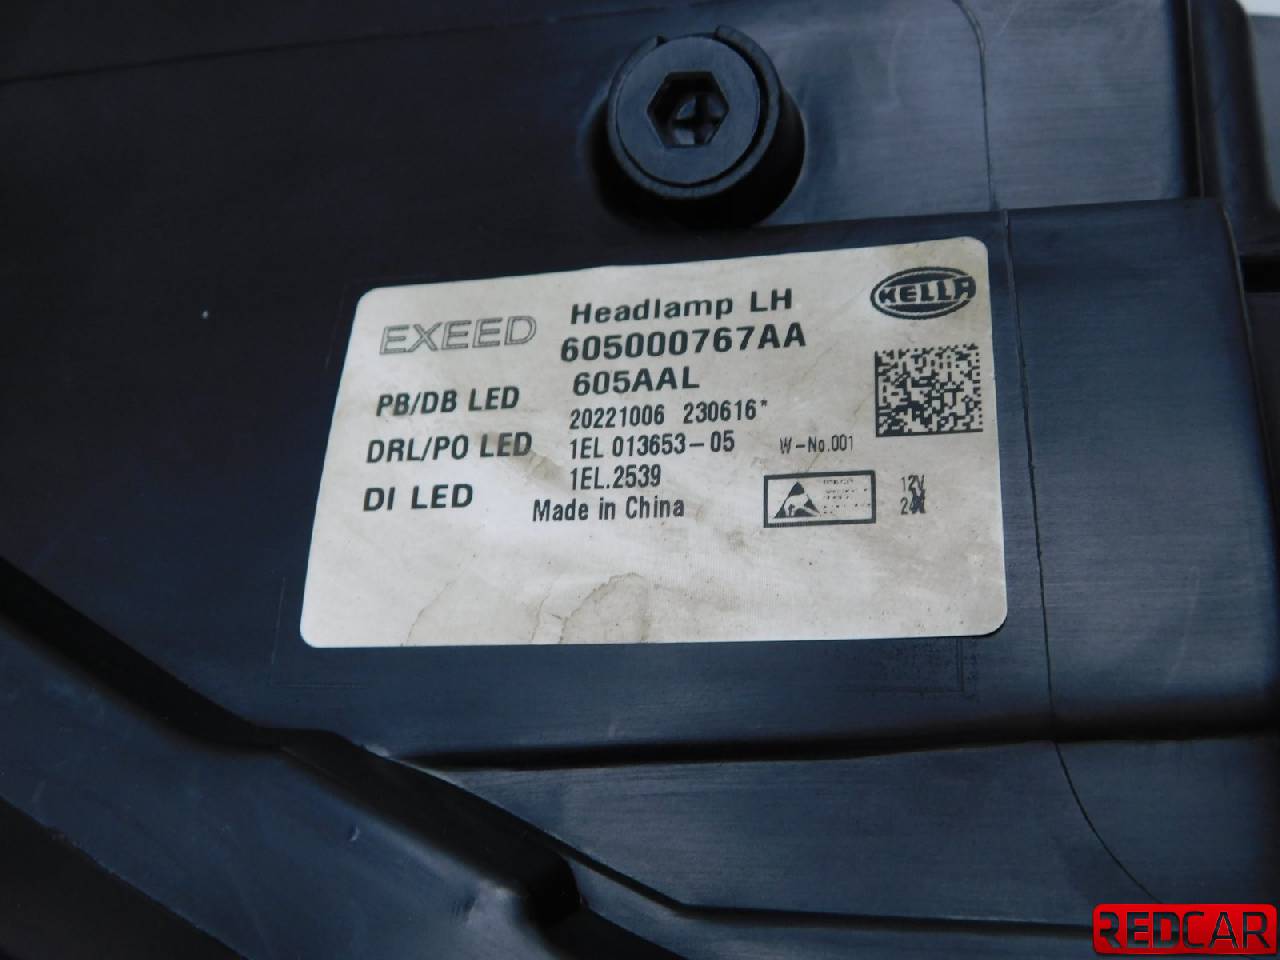 HELLA
EXEED
Headlamp LH
605000767AA
605AAL
PB/DB LED
20221006 230616*
DRL/PO LED
1EL 013653-05
W-No.001
DI LED
1EL.2539
12V
24V
Made in China
REDCAR